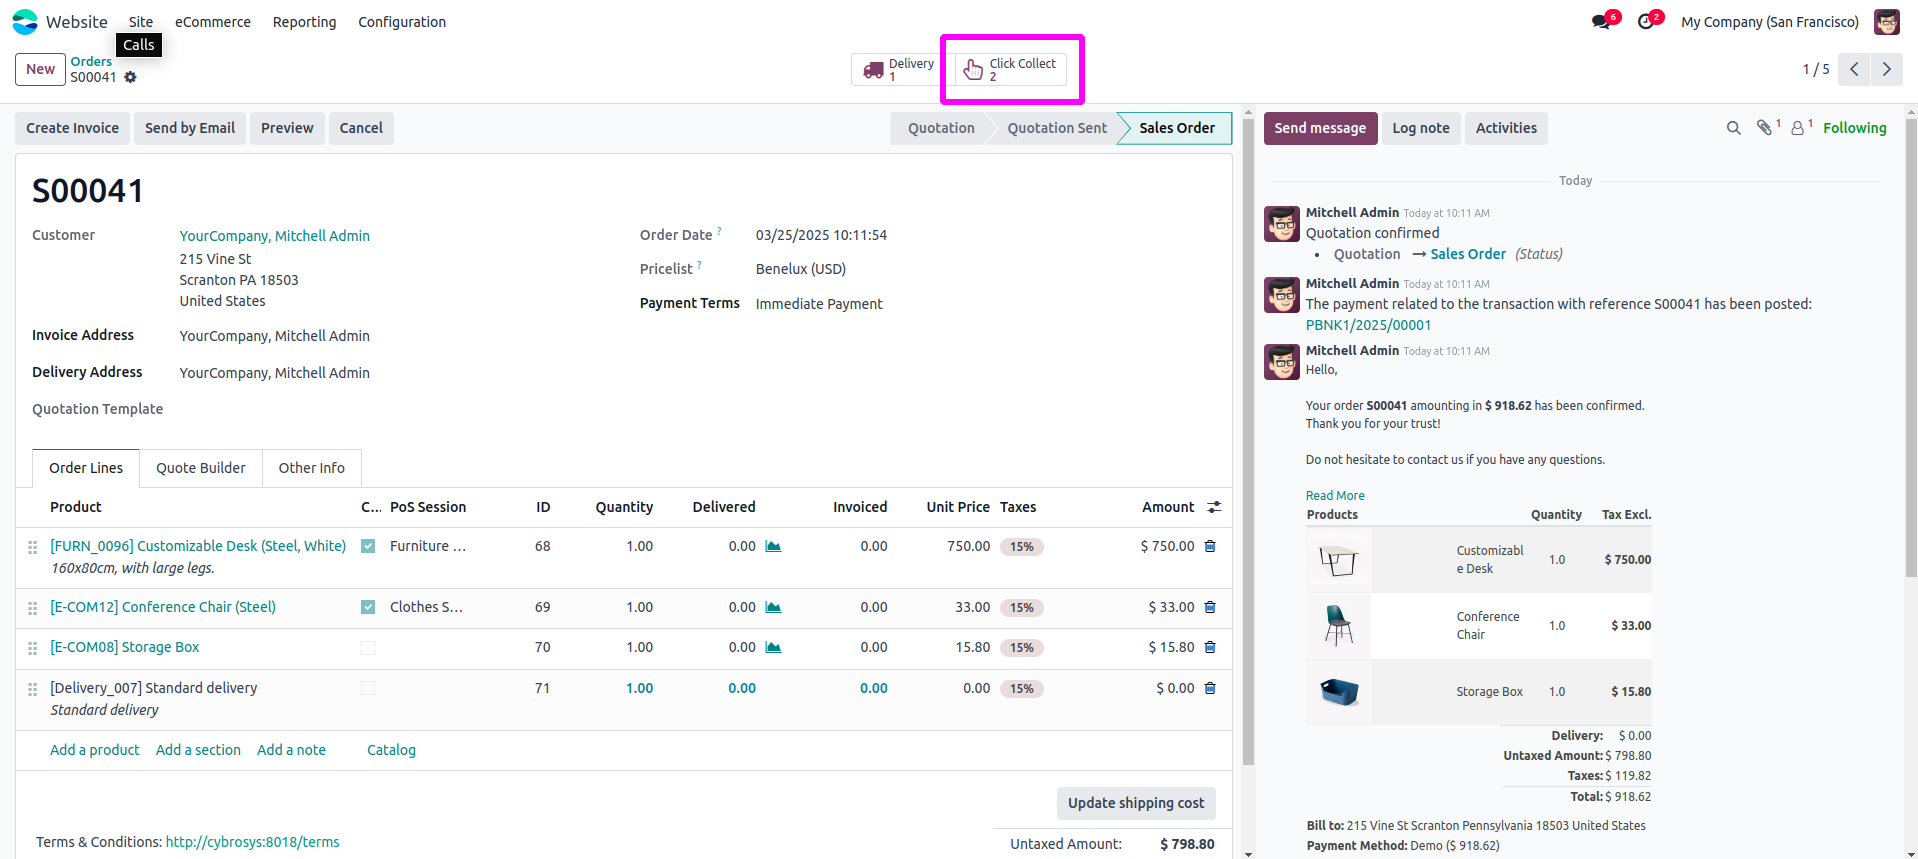 Website Site eCommerce Reporting Configuration 6 2 My Company (San Francisco)
Calls
New Orders
S00041
Delivery 1
Click Collect 2
1 / 5
Create Invoice Send by Email Preview Cancel Quotation Quotation Sent Sales Order
S00041
Customer YourCompany, Mitchell Admin
215 Vine St
Scranton PA 18503
United States
Invoice Address YourCompany, Mitchell Admin
Delivery Address YourCompany, Mitchell Admin
Quotation Template
Order Date ? 03/25/2025 10:11:54
Pricelist ? Benelux (USD)
Payment Terms Immediate Payment
Order Lines Quote Builder Other Info
Product C... PoS Session ID Quantity Delivered Invoiced Unit Price Taxes Amount
[FURN_0096] Customizable Desk (Steel, White) Furniture ... 68 1.00 0.00 0.00 750.00 15% $ 750.00
160x80cm, with large legs.
[E-COM12] Conference Chair (Steel) Clothes S... 69 1.00 0.00 0.00 33.00 15% $ 33.00
[E-COM08] Storage Box 70 1.00 0.00 0.00 15.80 15% $ 15.80
[Delivery_007] Standard delivery 71 1.00 0.00 0.00 0.00 15% $ 0.00
Standard delivery
Add a product Add a section Add a note Catalog
Update shipping cost
Terms & Conditions: http://cybrosys:8018/terms
Untaxed Amount: $ 798.80
Send message Log note Activities 1 1 Following
Today
Mitchell Admin Today at 10:11 AM
Quotation confirmed
• Quotation → Sales Order (Status)
Mitchell Admin Today at 10:11 AM
The payment related to the transaction with reference S00041 has been posted:
PBNK1/2025/00001
Mitchell Admin Today at 10:11 AM
Hello,
Your order S00041 amounting in $ 918.62 has been confirmed.
Thank you for your trust!
Do not hesitate to contact us if you have any questions.
Read More
Products Quantity Tax Excl.
Customizabl
e Desk 1.0 $ 750.00
Conference
Chair 1.0 $ 33.00
Storage Box 1.0 $ 15.80
Delivery: $ 0.00
Untaxed Amount: $ 798.80
Taxes: $ 119.82
Total: $ 918.62
Bill to: 215 Vine St Scranton Pennsylvania 18503 United States
Payment Method: Demo ($ 918.62)